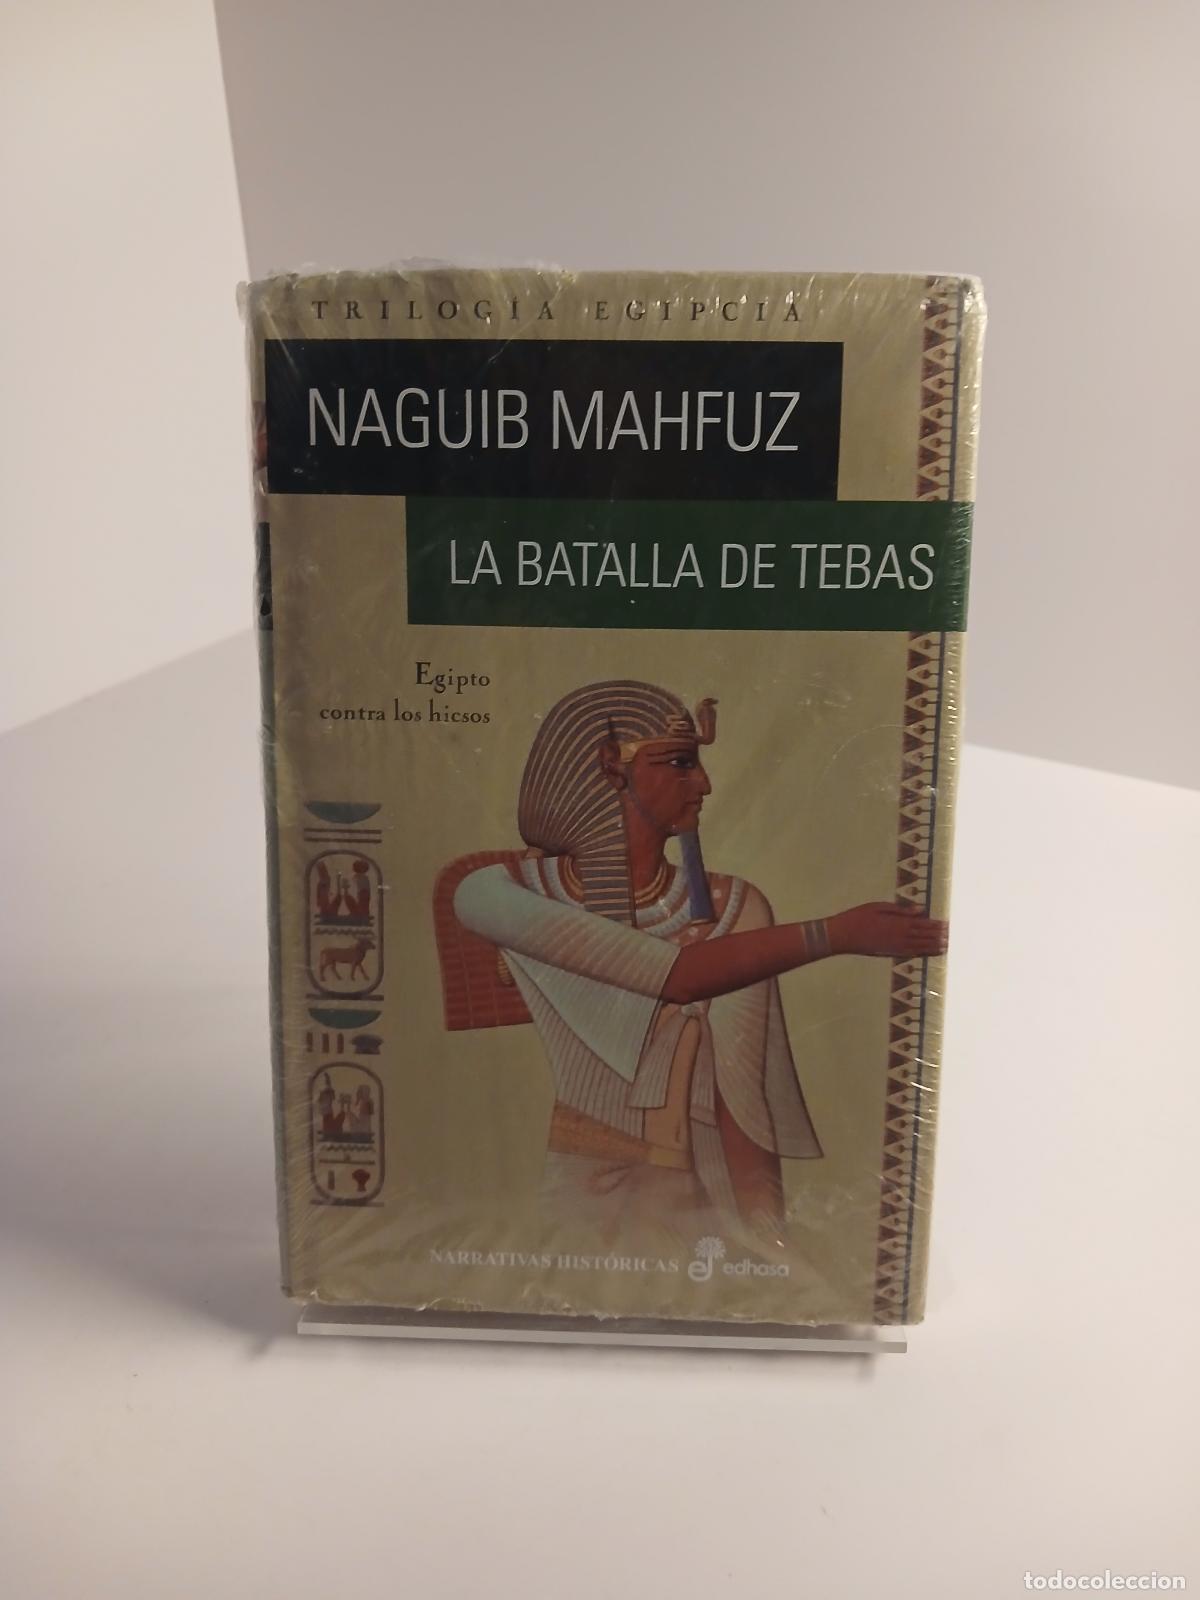 TRILOGÍA EGIPCIA
NAGUIB MAHFUZ
LA BATALLA DE TEBAS
Egipto
contra los hicsos
NARRATIVAS HISTÓRICAS edhasa
todocoleccion